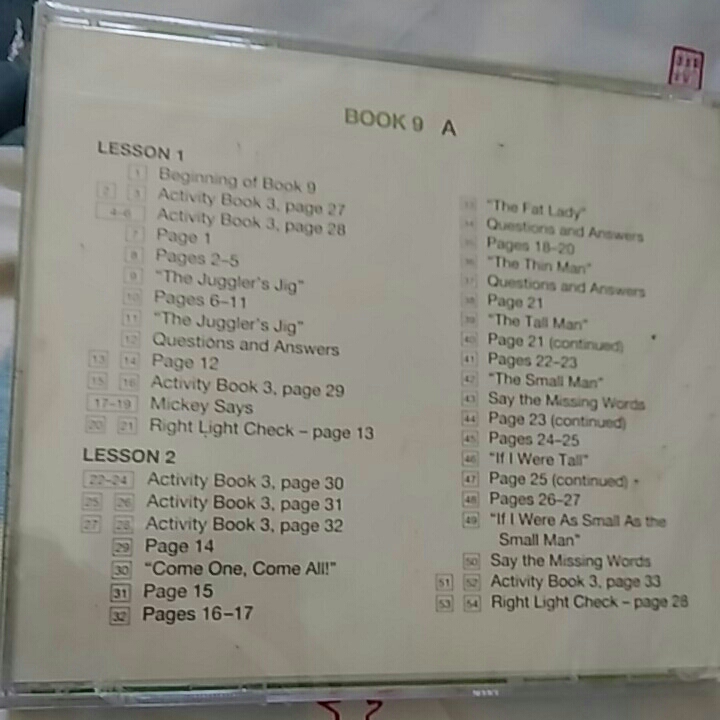 BOOK 9 A
LESSON 1
1 Beginning of Book 9
2 3 Activity Book 3, page 27
4-6 Activity Book 3, page 28
7 Page 1
8 Pages 2–5
9 "The Juggler's Jig"
10 Pages 6–11
11 "The Juggler's Jig"
12 Questions and Answers
13 14 Page 12
15 16 Activity Book 3, page 29
17–19 Mickey Says
20 21 Right Light Check – page 13
LESSON 2
22–24 Activity Book 3, page 30
25 26 Activity Book 3, page 31
27 28 Activity Book 3, page 32
29 Page 14
30 "Come One, Come All!"
31 Page 15
32 Pages 16–17
33 "The Fat Lady"
34 Questions and Answers
35 Pages 18–20
36 "The Thin Man"
37 Questions and Answers
38 Page 21
39 "The Tall Man"
40 Page 21 (continued)
41 Pages 22–23
42 "The Small Man"
43 Say the Missing Words
44 Page 23 (continued)
45 Pages 24–25
46 "If I Were Tall"
47 Page 25 (continued)
48 Pages 26–27
49 "If I Were As Small As the
Small Man"
50 Say the Missing Words
51 52 Activity Book 3, page 33
53 54 Right Light Check – page 28